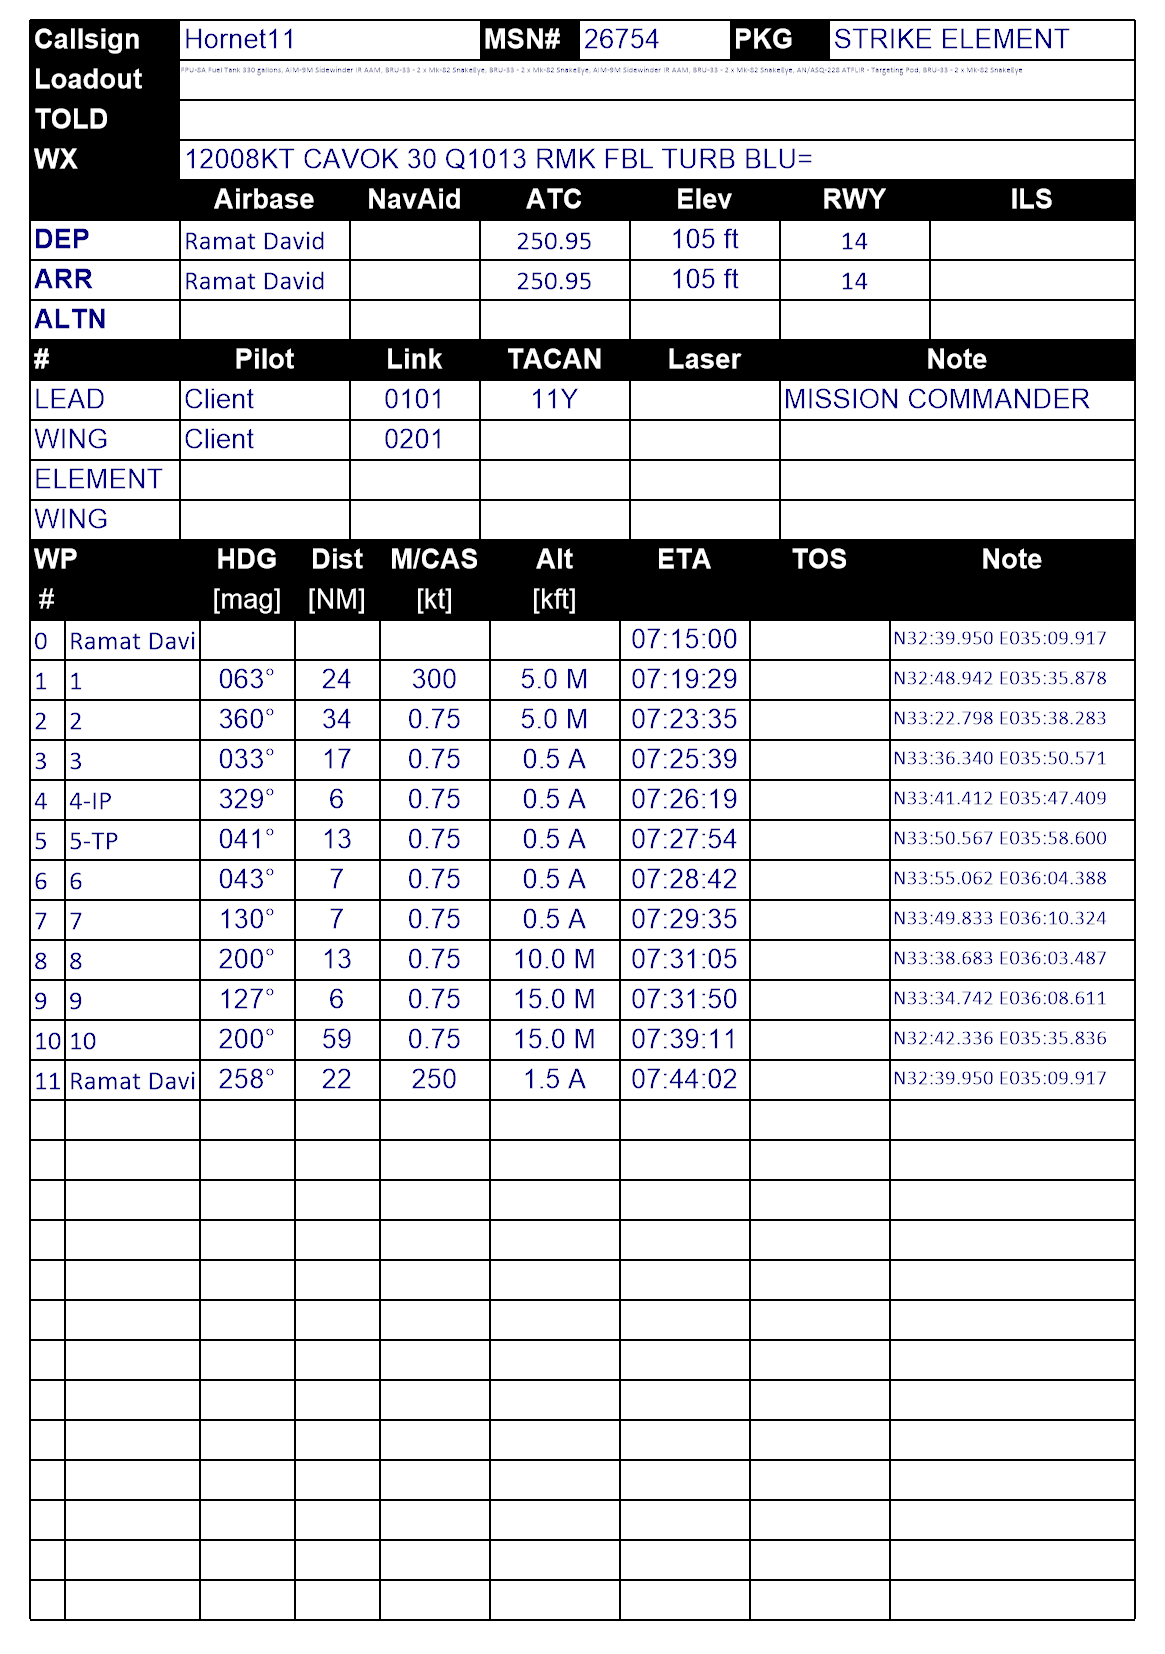 Callsign Hornet11 MSN# 26754 PKG STRIKE ELEMENT
Loadout FPU-8A Fuel Tank 330 gallons, AIM-9M Sidewinder IR AAM, BRU-33 - 2 x Mk-82 SnakeEye, BRU-33 - 2 x Mk-82 SnakeEye, AIM-9M Sidewinder IR AAM, BRU-33 - 2 x Mk-82 SnakeEye, AN/ASQ-228 ATFLIR - Targeting Pod, BRU-33 - 2 x Mk-82 SnakeEye
TOLD
WX 12008KT CAVOK 30 Q1013 RMK FBL TURB BLU=
Airbase NavAid ATC Elev RWY ILS
DEP Ramat David 250.95 105 ft 14
ARR Ramat David 250.95 105 ft 14
ALTN
# Pilot Link TACAN Laser Note
LEAD Client 0101 11Y MISSION COMMANDER
WING Client 0201
ELEMENT
WING
WP HDG Dist M/CAS Alt ETA TOS Note
# [mag] [NM] [kt] [kft]
0 Ramat Davi 07:15:00 N32:39.950 E035:09.917
1 1 063° 24 300 5.0 M 07:19:29 N32:48.942 E035:35.878
2 2 360° 34 0.75 5.0 M 07:23:35 N33:22.798 E035:38.283
3 3 033° 17 0.75 0.5 A 07:25:39 N33:36.340 E035:50.571
4 4-IP 329° 6 0.75 0.5 A 07:26:19 N33:41.412 E035:47.409
5 5-TP 041° 13 0.75 0.5 A 07:27:54 N33:50.567 E035:58.600
6 6 043° 7 0.75 0.5 A 07:28:42 N33:55.062 E036:04.388
7 7 130° 7 0.75 0.5 A 07:29:35 N33:49.833 E036:10.324
8 8 200° 13 0.75 10.0 M 07:31:05 N33:38.683 E036:03.487
9 9 127° 6 0.75 15.0 M 07:31:50 N33:34.742 E036:08.611
10 10 200° 59 0.75 15.0 M 07:39:11 N32:42.336 E035:35.836
11 Ramat Davi 258° 22 250 1.5 A 07:44:02 N32:39.950 E035:09.917